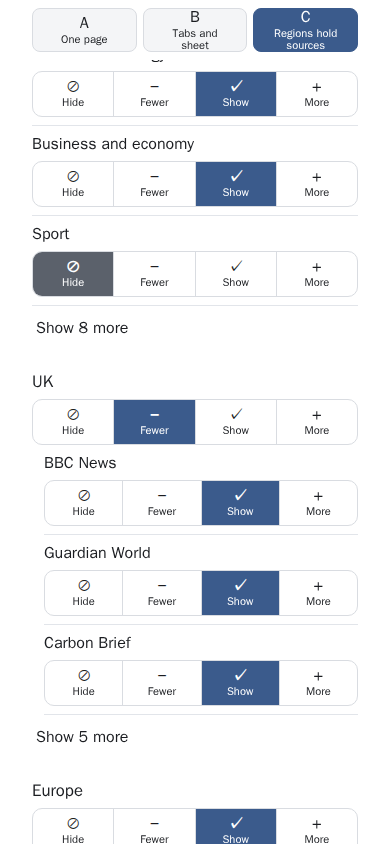 A
One page
B
Tabs and
sheet
C
Regions hold
sources
Hide
Fewer
Show
More
Business and economy
Hide
Fewer
Show
More
Sport
Hide
Fewer
Show
More
Show 8 more
UK
Hide
Fewer
Show
More
BBC News
Hide
Fewer
Show
More
Guardian World
Hide
Fewer
Show
More
Carbon Brief
Hide
Fewer
Show
More
Show 5 more
Europe
Hide
Fewer
Show
More